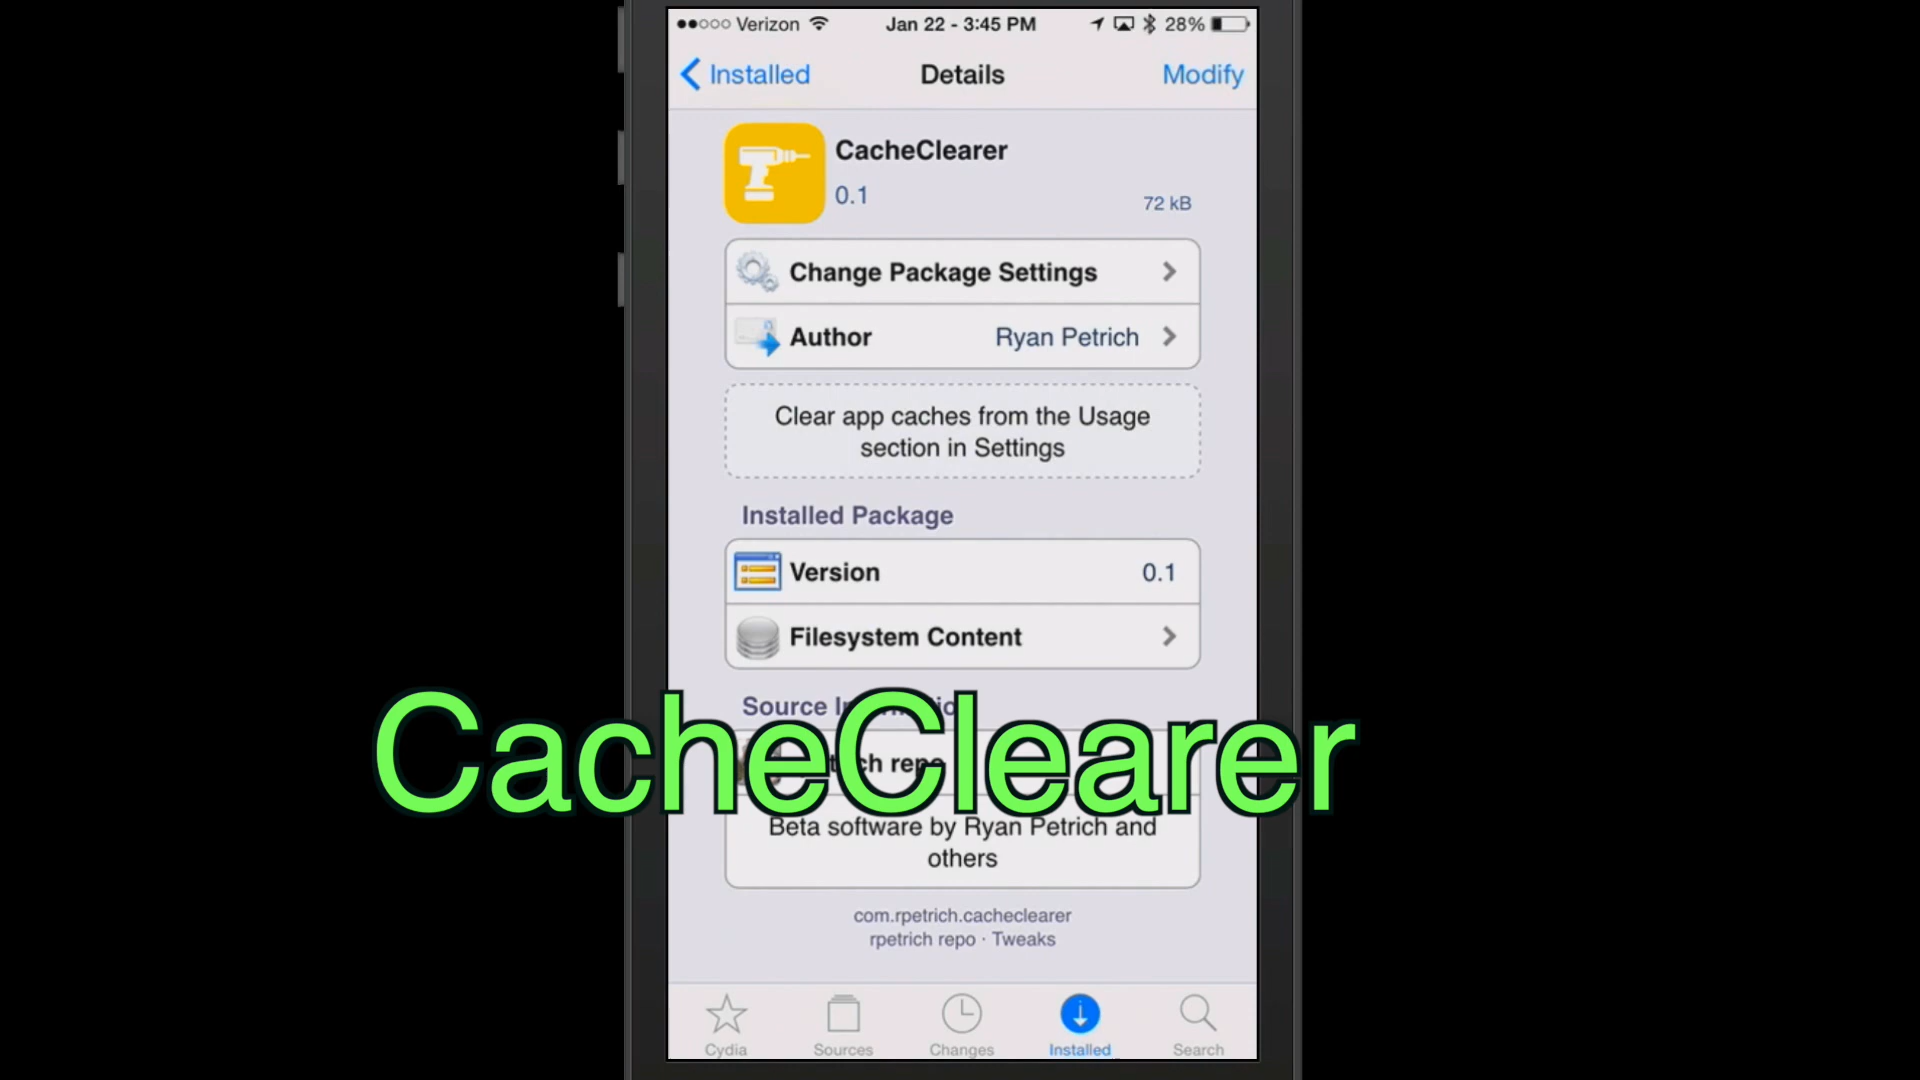 Verizon Jan 22 - 3:45 PM 28%
Installed Details Modify
CacheClearer
0.1
72 kB
Change Package Settings
Author Ryan Petrich
Clear app caches from the Usage
section in Settings
Installed Package
Version 0.1
Filesystem Content
Source
CacheClearer
repo
Beta software by Ryan Petrich and
others
com.rpetrich.cacheclearer
rpetrich repo · Tweaks
Cydia Sources Changes Installed Search